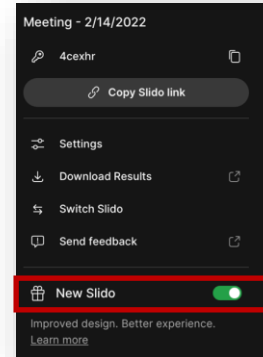 Meeting - 2/14/2022
4cexhr
Copy Slido link
Settings
Download Results
Switch Slido
Send feedback
New Slido
Improved design. Better experience.
Learn more